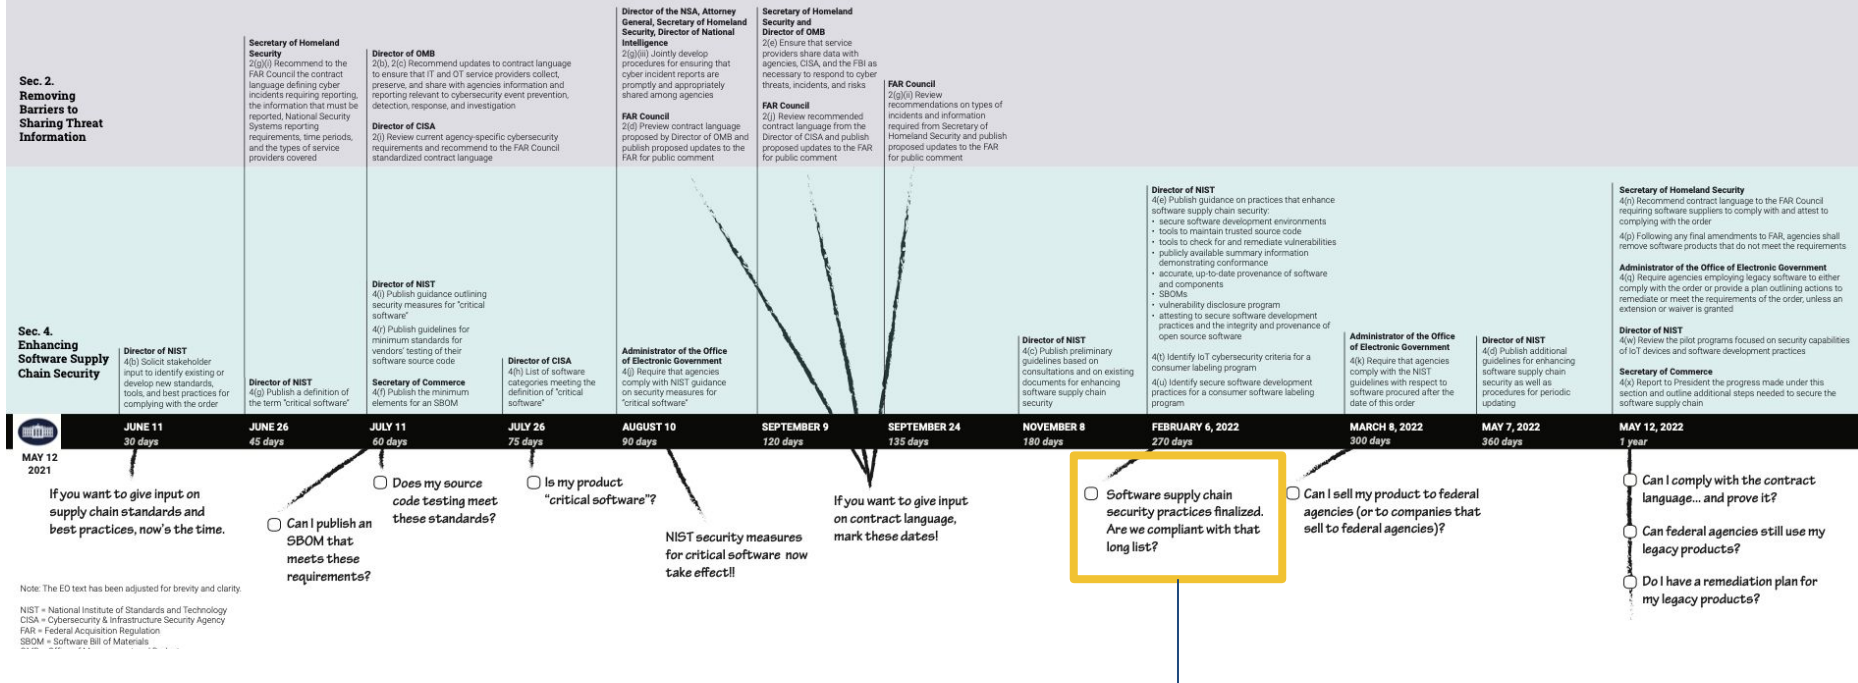 Sec. 2.
Removing
Barriers to
Sharing Threat
Information
Secretary of Homeland
Security
2(g)(i) Recommend to the
FAR Council the contract
language defining cyber
incidents requiring reporting,
the information that must be
reported, National Security
Systems reporting
requirements, time periods,
and the types of service
providers covered
Director of OMB
2(b), 2(c) Recommend updates to contract language
to ensure that IT and OT service providers collect,
preserve, and share with agencies information and
reporting relevant to cybersecurity event prevention,
detection, response, and investigation
Director of CISA
2(i) Review current agency-specific cybersecurity
requirements and recommend to the FAR Council
standardized contract language
Director of the NSA, Attorney
General, Secretary of Homeland
Security, Director of National
Intelligence
2(g)(iii) Jointly develop
procedures for ensuring that
cyber incident reports are
promptly and appropriately
shared among agencies
FAR Council
2(d) Preview contract language
proposed by Director of OMB and
publish proposed updates to the
FAR for public comment
Secretary of Homeland
Security and
Director of OMB
2(e) Ensure that service
providers share data with
agencies, CISA, and the FBI as
necessary to respond to cyber
threats, incidents, and risks
FAR Council
2(j) Review recommended
contract language from the
Director of CISA and publish
proposed updates to the FAR
for public comment
FAR Council
2(g)(ii) Review
recommendations on types of
incidents and information
required from Secretary of
Homeland Security and publish
proposed updates to the FAR
for public comment
Sec. 4.
Enhancing
Software Supply
Chain Security
Director of NIST
4(b) Solicit stakeholder
input to identify existing or
develop new standards,
tools, and best practices for
complying with the order
Director of NIST
4(g) Publish a definition of
the term "critical software"
Director of NIST
4(i) Publish guidance outlining
security measures for "critical
software"
4(r) Publish guidelines for
minimum standards for
vendors' testing of their
software source code
Secretary of Commerce
4(f) Publish the minimum
elements for an SBOM
Director of CISA
4(h) List of software
categories meeting the
definition of "critical
software"
Administrator of the Office
of Electronic Government
4(j) Require that agencies
comply with NIST guidance
on security measures for
"critical software"
Director of NIST
4(c) Publish preliminary
guidelines based on
consultations and on existing
documents for enhancing
software supply chain
security
Director of NIST
4(e) Publish guidance on practices that enhance
software supply chain security:
• secure software development environments
• tools to maintain trusted source code
• tools to check for and remediate vulnerabilities
• publicly available summary information
demonstrating conformance
• accurate, up-to-date provenance of software
and components
• SBOMs
• vulnerability disclosure program
• attesting to secure software development
practices and the integrity and provenance of
open source software
4(t) Identify IoT cybersecurity criteria for a
consumer labeling program
4(u) Identify secure software development
practices for a consumer software labeling
program
Administrator of the Office
of Electronic Government
4(k) Require that agencies
comply with the NIST
guidelines with respect to
software procured after the
date of this order
Director of NIST
4(d) Publish additional
guidelines for enhancing
software supply chain
security as well as
procedures for periodic
updating
Secretary of Homeland Security
4(n) Recommend contract language to the FAR Council
requiring software suppliers to comply with and attest to
complying with the order
4(p) Following any final amendments to FAR, agencies shall
remove software products that do not meet the requirements
Administrator of the Office of Electronic Government
4(q) Require agencies employing legacy software to either
comply with the order or provide a plan outlining actions to
remediate or meet the requirements of the order, unless an
extension or waiver is granted
Director of NIST
4(w) Review the pilot programs focused on security capabilities
of IoT devices and software development practices
Secretary of Commerce
4(x) Report to President the progress made under this
section and outline additional steps needed to secure the
software supply chain
MAY 12
2021
JUNE 11
30 days
JUNE 26
45 days
JULY 11
60 days
JULY 26
75 days
AUGUST 10
90 days
SEPTEMBER 9
120 days
SEPTEMBER 24
135 days
NOVEMBER 8
180 days
FEBRUARY 6, 2022
270 days
MARCH 8, 2022
300 days
MAY 7, 2022
360 days
MAY 12, 2022
1 year
If you want to give input on
supply chain standards and
best practices, now's the time.
Can I publish an
SBOM that
meets these
requirements?
Does my source
code testing meet
these standards?
Is my product
"critical software"?
NIST security measures
for critical software now
take effect!!
If you want to give input
on contract language,
mark these dates!
Software supply chain
security practices finalized.
Are we compliant with that
long list?
Can I sell my product to federal
agencies (or to companies that
sell to federal agencies)?
Can I comply with the contract
language... and prove it?
Can federal agencies still use my
legacy products?
Do I have a remediation plan for
my legacy products?
Note: The EO text has been adjusted for brevity and clarity.
NIST = National Institute of Standards and Technology
CISA = Cybersecurity & Infrastructure Security Agency
FAR = Federal Acquisition Regulation
SBOM = Software Bill of Materials